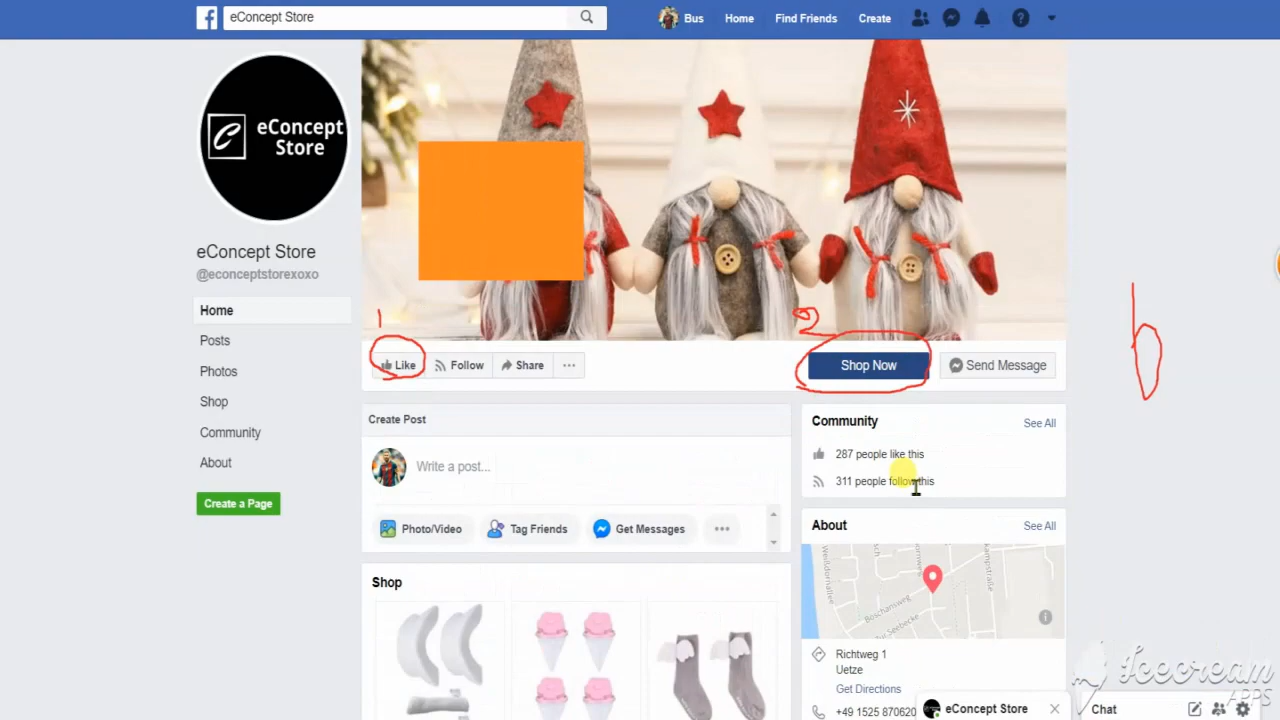 eConcept Store
Bus
Home
Find Friends
Create
eConcept
Store
eConcept Store
@econceptstorexoxo
Home
Posts
Photos
Shop
Community
About
Create a Page
1
Like
Follow
Share
2
Shop Now
Send Message
b
Create Post
Write a post...
Photo/Video
Tag Friends
Get Messages
Shop
Community
See All
287 people like this
311 people follow this
About
See All
Boschansweg
Richtweg 1
Uetze
Get Directions
+49 1525 870620
eConcept Store
Chat
Icecream
APPS